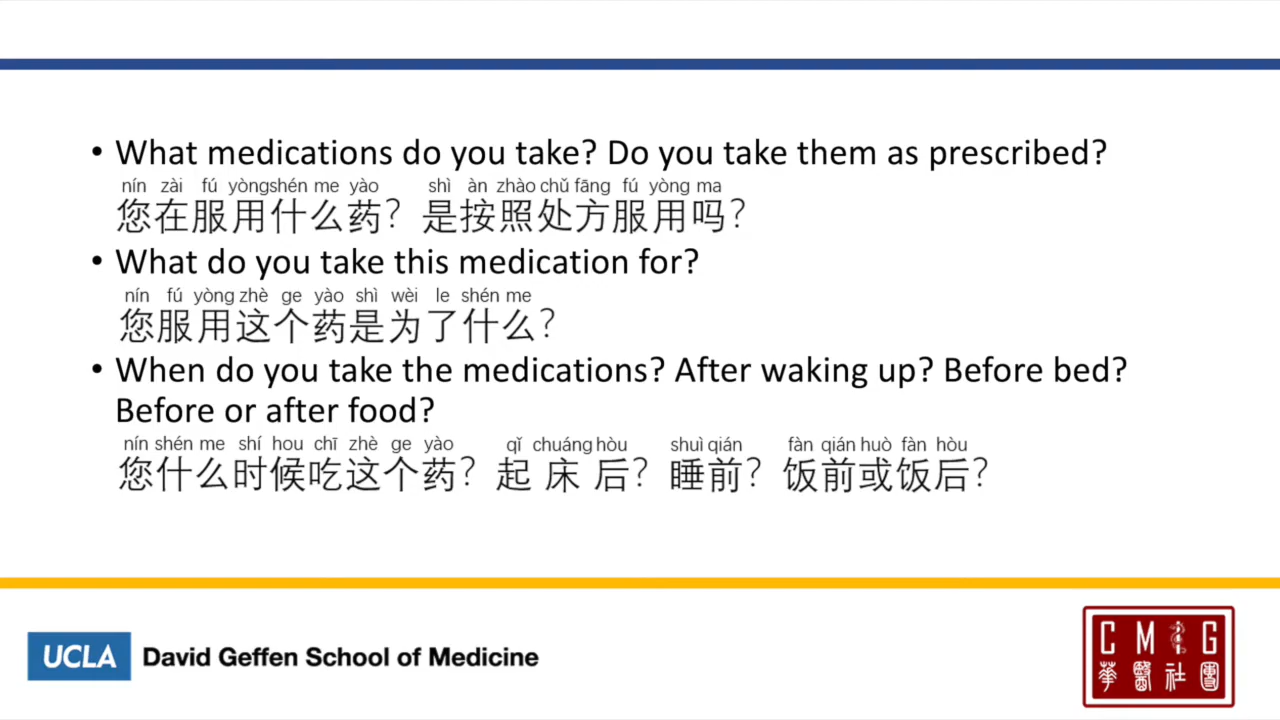 • What medications do you take? Do you take them as prescribed?
nín zài fú yòngshén me yào shì àn zhào chǔ fāng fú yòng ma
您在服用什么药？是按照处方服用吗？
• What do you take this medication for?
nín fú yòng zhè ge yào shì wèi le shén me
您服用这个药是为了什么？
• When do you take the medications? After waking up? Before bed?
Before or after food?
nín shén me shí hou chī zhè ge yào qǐ chuáng hòu shuì qián fàn qián huò fàn hòu
您什么时候吃这个药？起床后？睡前？饭前或饭后？
UCLA David Geffen School of Medicine
C M G
華醫社團